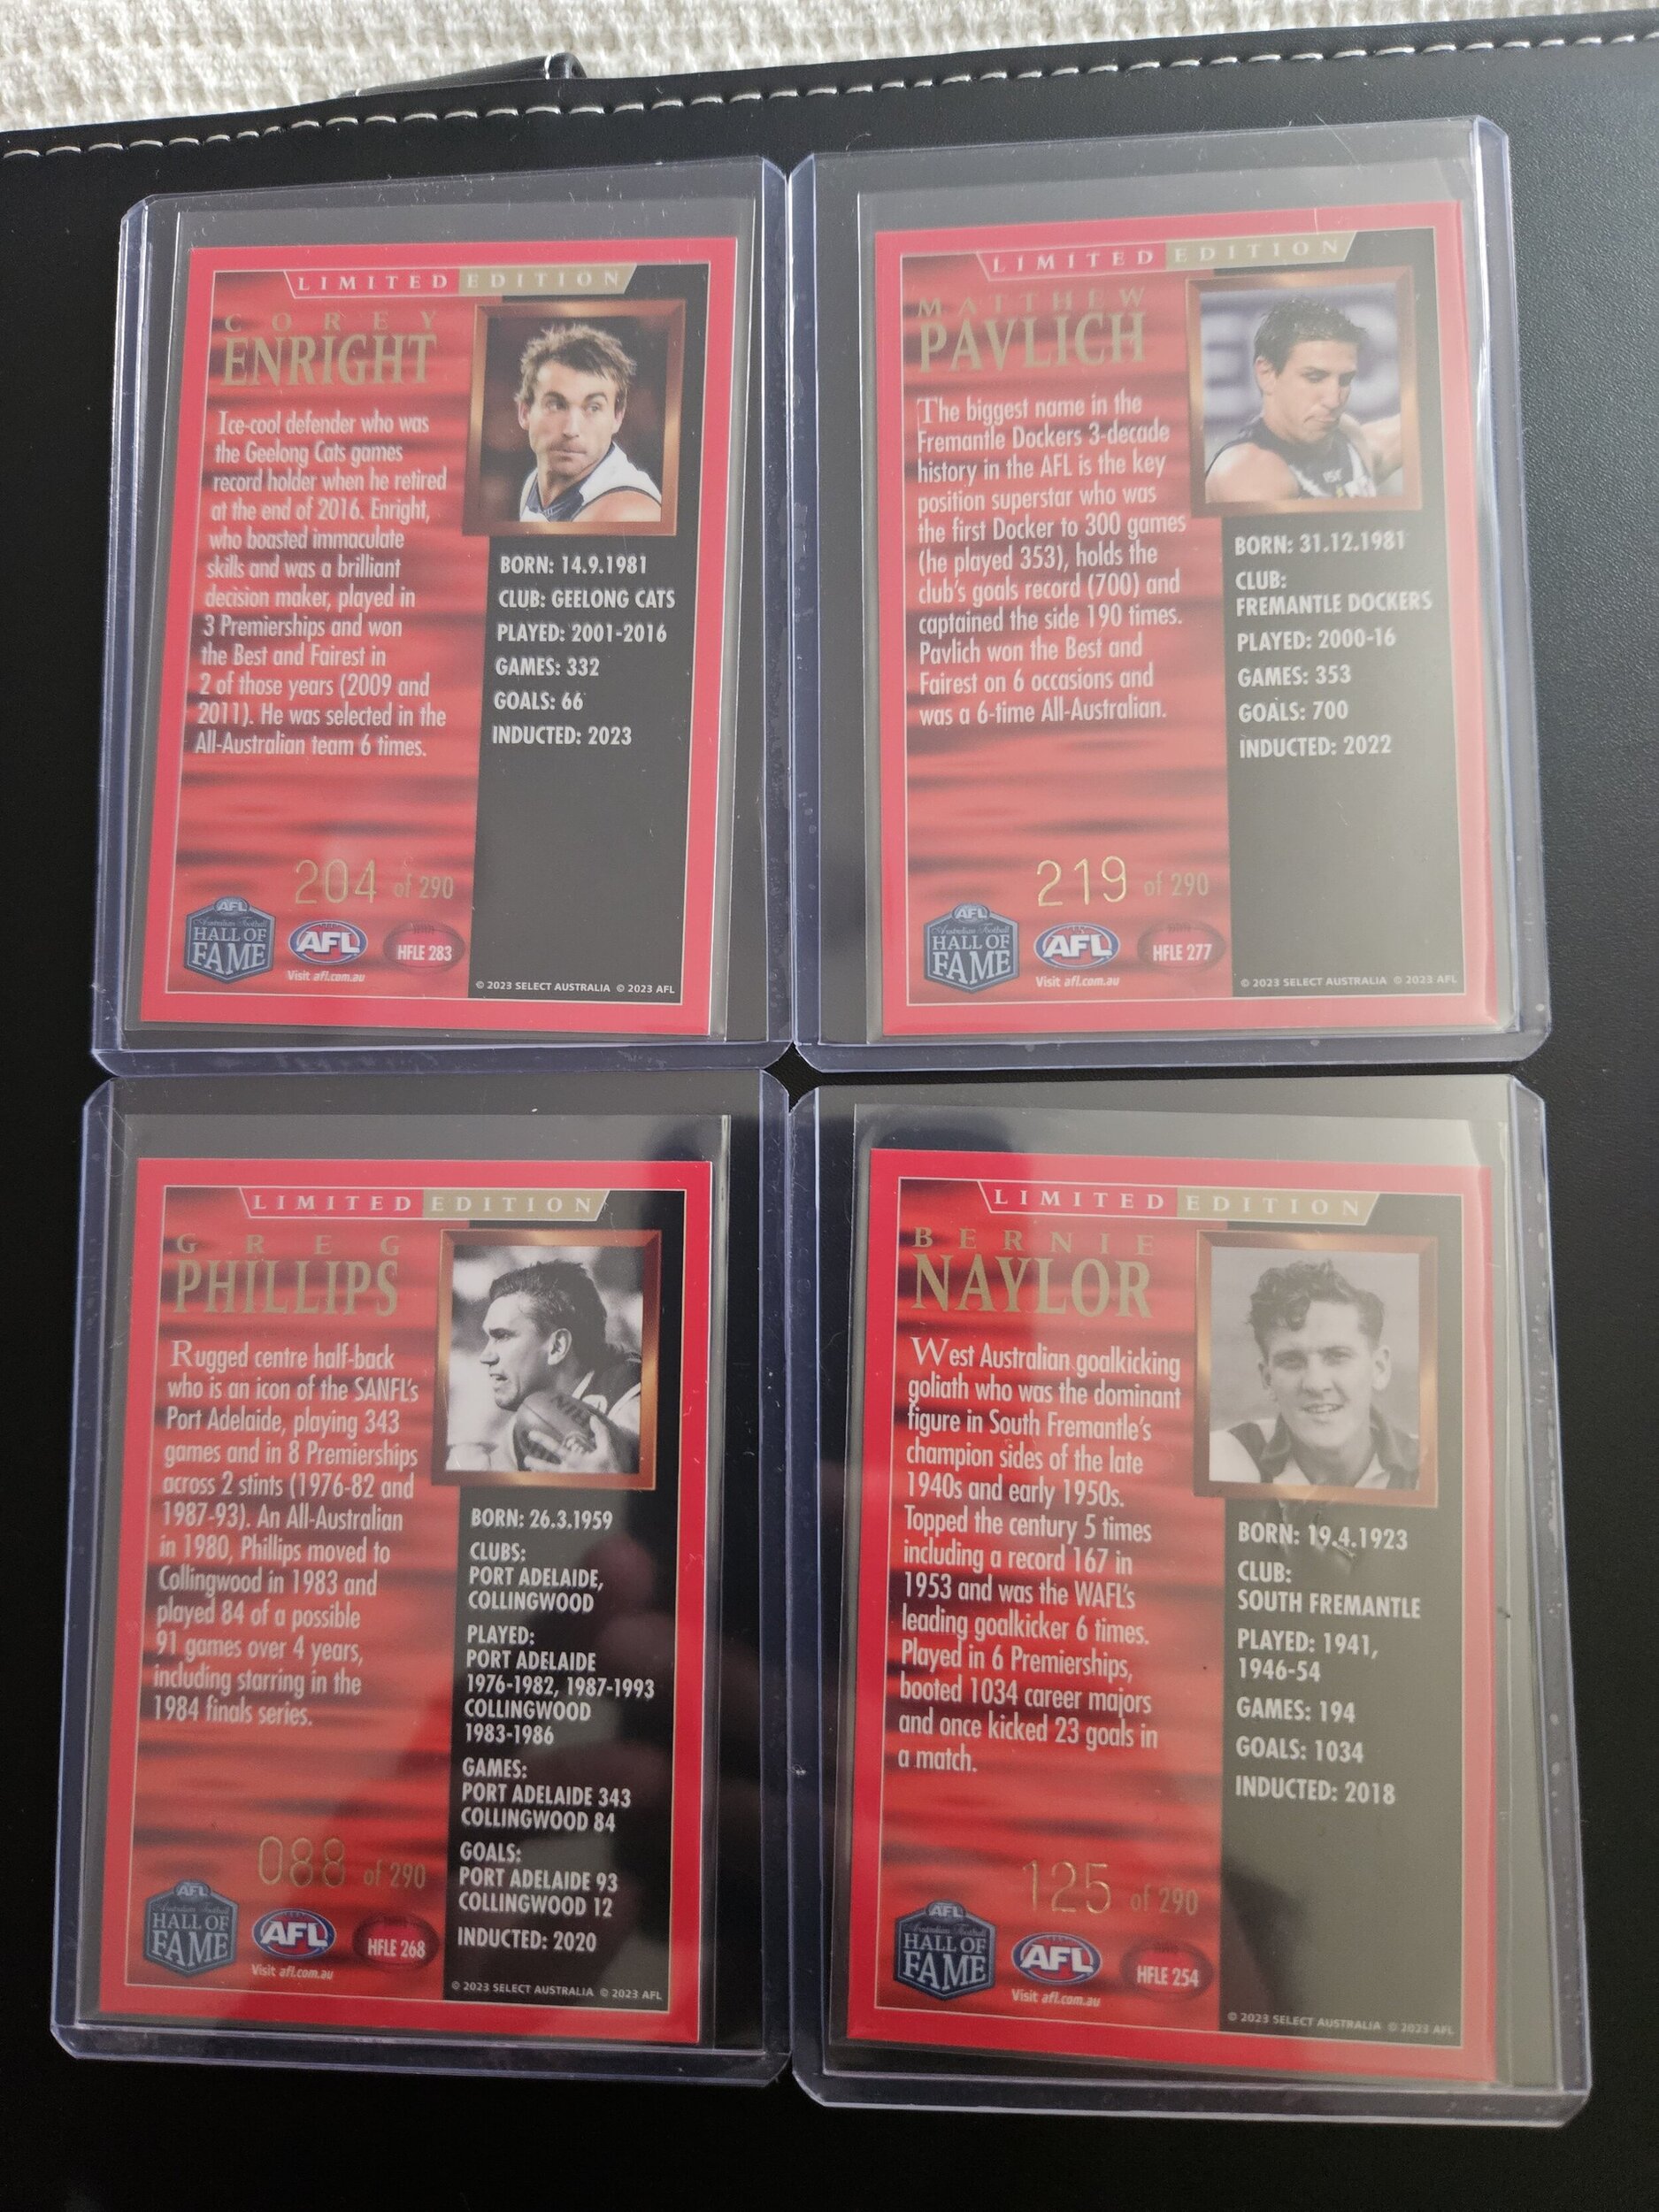 LIMITED EDITION
COREY
ENRIGHT
Ice-cool defender who was
the Geelong Cats games
record holder when he retired
at the end of 2016. Enright,
who boasted immaculate
skills and was a brilliant
decision maker, played in
3 Premierships and won
the Best and Fairest in
2 of those years (2009 and
2011). He was selected in the
All-Australian team 6 times.
BORN: 14.9.1981
CLUB: GEELONG CATS
PLAYED: 2001-2016
GAMES: 332
GOALS: 66
INDUCTED: 2023
204 of 290
AFL
Australian Football
HALL OF
FAME
AFL
Visit afl.com.au
HFLE 283
© 2023 SELECT AUSTRALIA © 2023 AFL
LIMITED EDITION
MATTHEW
PAVLICH
The biggest name in the
Fremantle Dockers 3-decade
history in the AFL is the key
position superstar who was
the first Docker to 300 games
(he played 353), holds the
club's goals record (700) and
captained the side 190 times.
Pavlich won the Best and
Fairest on 6 occasions and
was a 6-time All-Australian.
BORN: 31.12.1981
CLUB:
FREMANTLE DOCKERS
PLAYED: 2000-16
GAMES: 353
GOALS: 700
INDUCTED: 2022
219 of 290
AFL
Australian Football
HALL OF
FAME
AFL
Visit afl.com.au
HFLE 277
© 2023 SELECT AUSTRALIA © 2023 AFL
LIMITED EDITION
GREG
PHILLIPS
Rugged centre half-back
who is an icon of the SANFL's
Port Adelaide, playing 343
games and in 8 Premierships
across 2 stints (1976-82 and
1987-93). An All-Australian
in 1980, Phillips moved to
Collingwood in 1983 and
played 84 of a possible
91 games over 4 years,
including starring in the
1984 finals series.
BORN: 26.3.1959
CLUBS:
PORT ADELAIDE,
COLLINGWOOD
PLAYED:
PORT ADELAIDE
1976-1982, 1987-1993
COLLINGWOOD
1983-1986
GAMES:
PORT ADELAIDE 343
COLLINGWOOD 84
GOALS:
PORT ADELAIDE 93
COLLINGWOOD 12
INDUCTED: 2020
088 of 290
AFL
Australian Football
HALL OF
FAME
AFL
Visit afl.com.au
HFLE 268
© 2023 SELECT AUSTRALIA © 2023 AFL
LIMITED EDITION
BERNIE
NAYLOR
West Australian goalkicking
goliath who was the dominant
figure in South Fremantle's
champion sides of the late
1940s and early 1950s.
Topped the century 5 times
including a record 167 in
1953 and was the WAFL's
leading goalkicker 6 times.
Played in 6 Premierships,
booted 1034 career majors
and once kicked 23 goals in
a match.
BORN: 19.4.1923
CLUB:
SOUTH FREMANTLE
PLAYED: 1941,
1946-54
GAMES: 194
GOALS: 1034
INDUCTED: 2018
125 of 290
AFL
Australian Football
HALL OF
FAME
AFL
Visit afl.com.au
HFLE 254
© 2023 SELECT AUSTRALIA © 2023 AFL